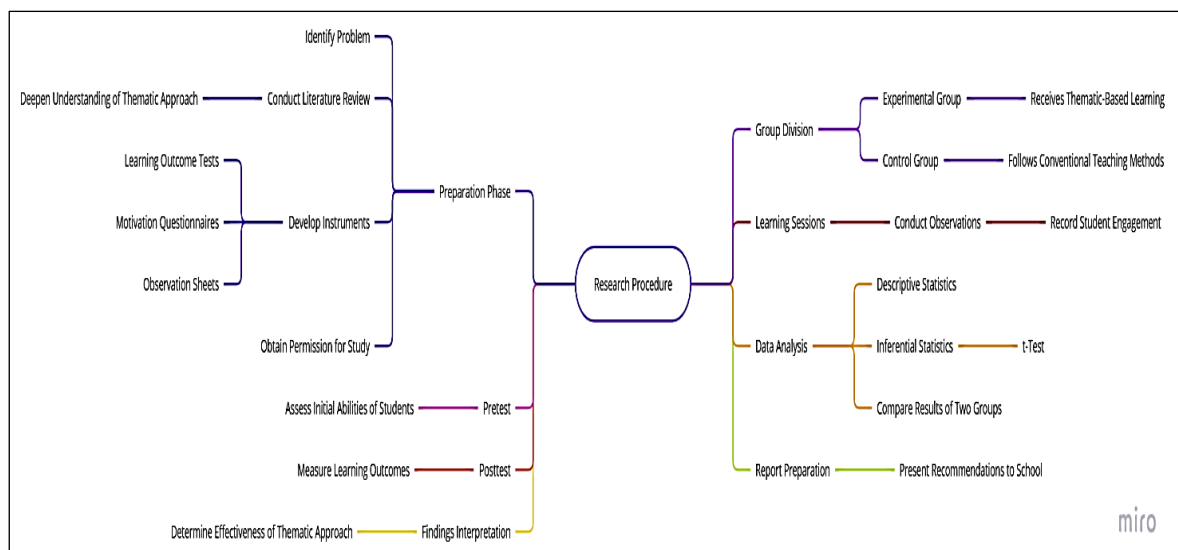 Identify Problem
Deepen Understanding of Thematic Approach
Conduct Literature Review
Learning Outcome Tests
Motivation Questionnaires
Develop Instruments
Observation Sheets
Obtain Permission for Study
Preparation Phase
Assess Initial Abilities of Students
Pretest
Measure Learning Outcomes
Posttest
Determine Effectiveness of Thematic Approach
Findings Interpretation
Research Procedure
Group Division
Experimental Group
Receives Thematic-Based Learning
Control Group
Follows Conventional Teaching Methods
Learning Sessions
Conduct Observations
Record Student Engagement
Data Analysis
Descriptive Statistics
Inferential Statistics
t-Test
Compare Results of Two Groups
Report Preparation
Present Recommendations to School
miro